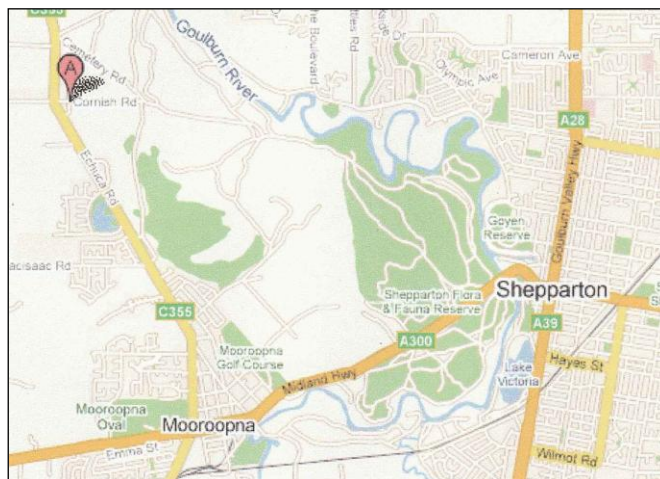 C355
Cemetery Rd
A
Cornish Rd
Echuca Rd
Goulburn River
The Boulevard
Olympic Ave
Cameron Ave
A28
Goulburn Valley Hwy
Goyen
Reserve
Shepparton
Shepparton Flora
& Fauna Reserve
A39
A300
Midland Hwy
C355
Mooroopna
Golf Course
Mooroopna
Oval
Mooroopna
Emma St
Lake
Victoria
Hayes St
Wilmot Rd